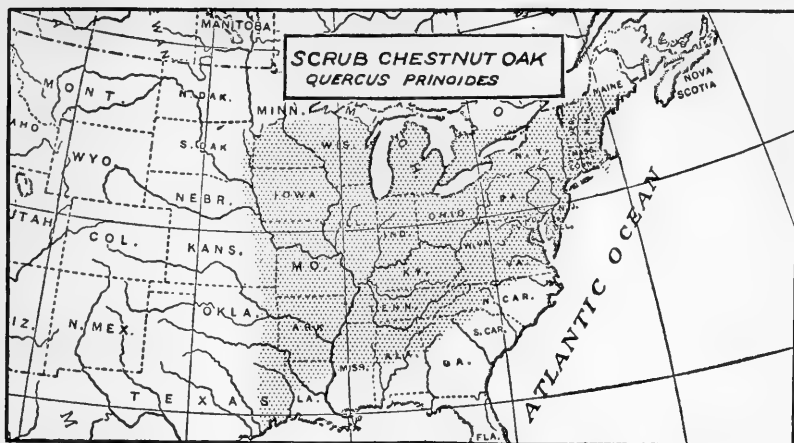 MANITOBA
SCRUB CHESTNUT OAK
QUERCUS PRINOIDES
MONT.
N. DAK.
MINN.
MAINE
NOVA
SCOTIA
O
S. DAK
WIS.
N.Y.
WYO.
NEBR.
IOWA
PA.
OHIO
IND.
UTAH
COL.
KANS.
MO.
W.VA.
VA.
KY.
N. CAR.
OKLA.
ARK
S. CAR.
N. MEX.
MISS.
ALA.
GA.
TEXAS
LA.
FLA.
ATLANTIC OCEAN